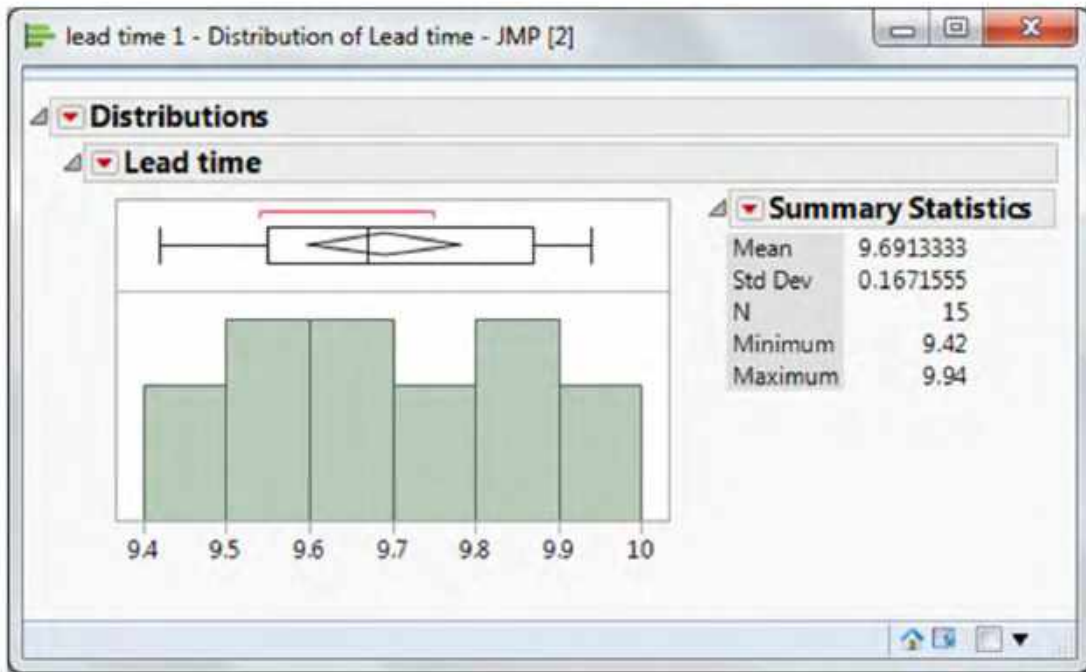 lead time 1 - Distribution of Lead time - JMP [2]
Distributions
Lead time
Summary Statistics
Mean 9.6913333
Std Dev 0.1671555
N 15
Minimum 9.42
Maximum 9.94
9.4 9.5 9.6 9.7 9.8 9.9 10